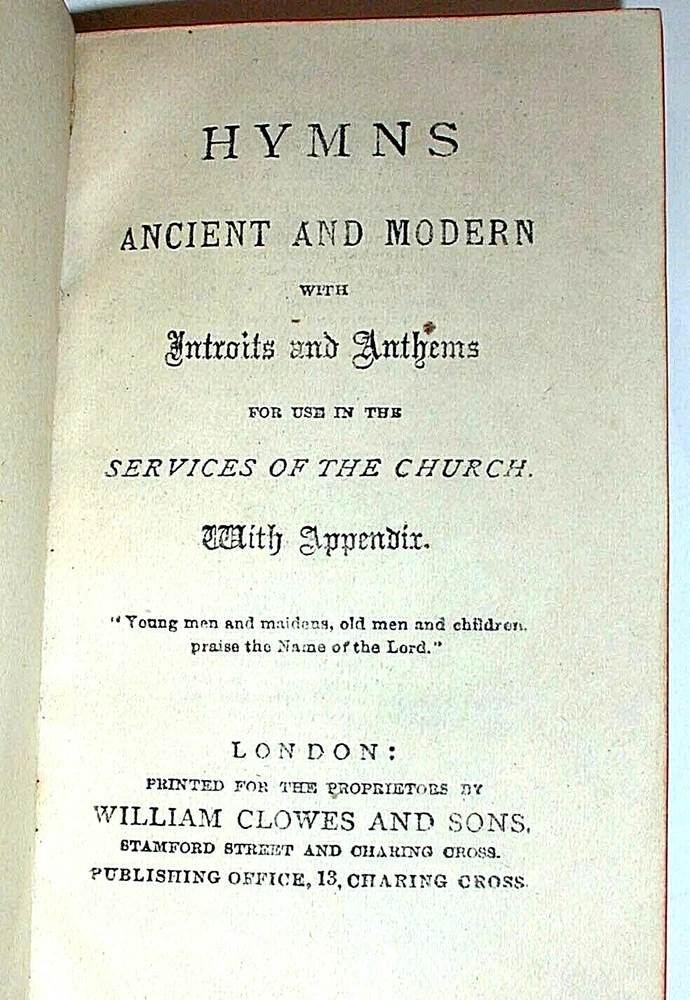 HYMNS
ANCIENT AND MODERN
WITH
Introits and Anthems
FOR USE IN THE
SERVICES OF THE CHURCH.
With Appendix.
"Young men and maidens, old men and children,
praise the Name of the Lord."
LONDON:
PRINTED FOR THE PROPRIETORS BY
WILLIAM CLOWES AND SONS,
STAMFORD STREET AND CHARING CROSS.
PUBLISHING OFFICE, 13, CHARING CROSS.